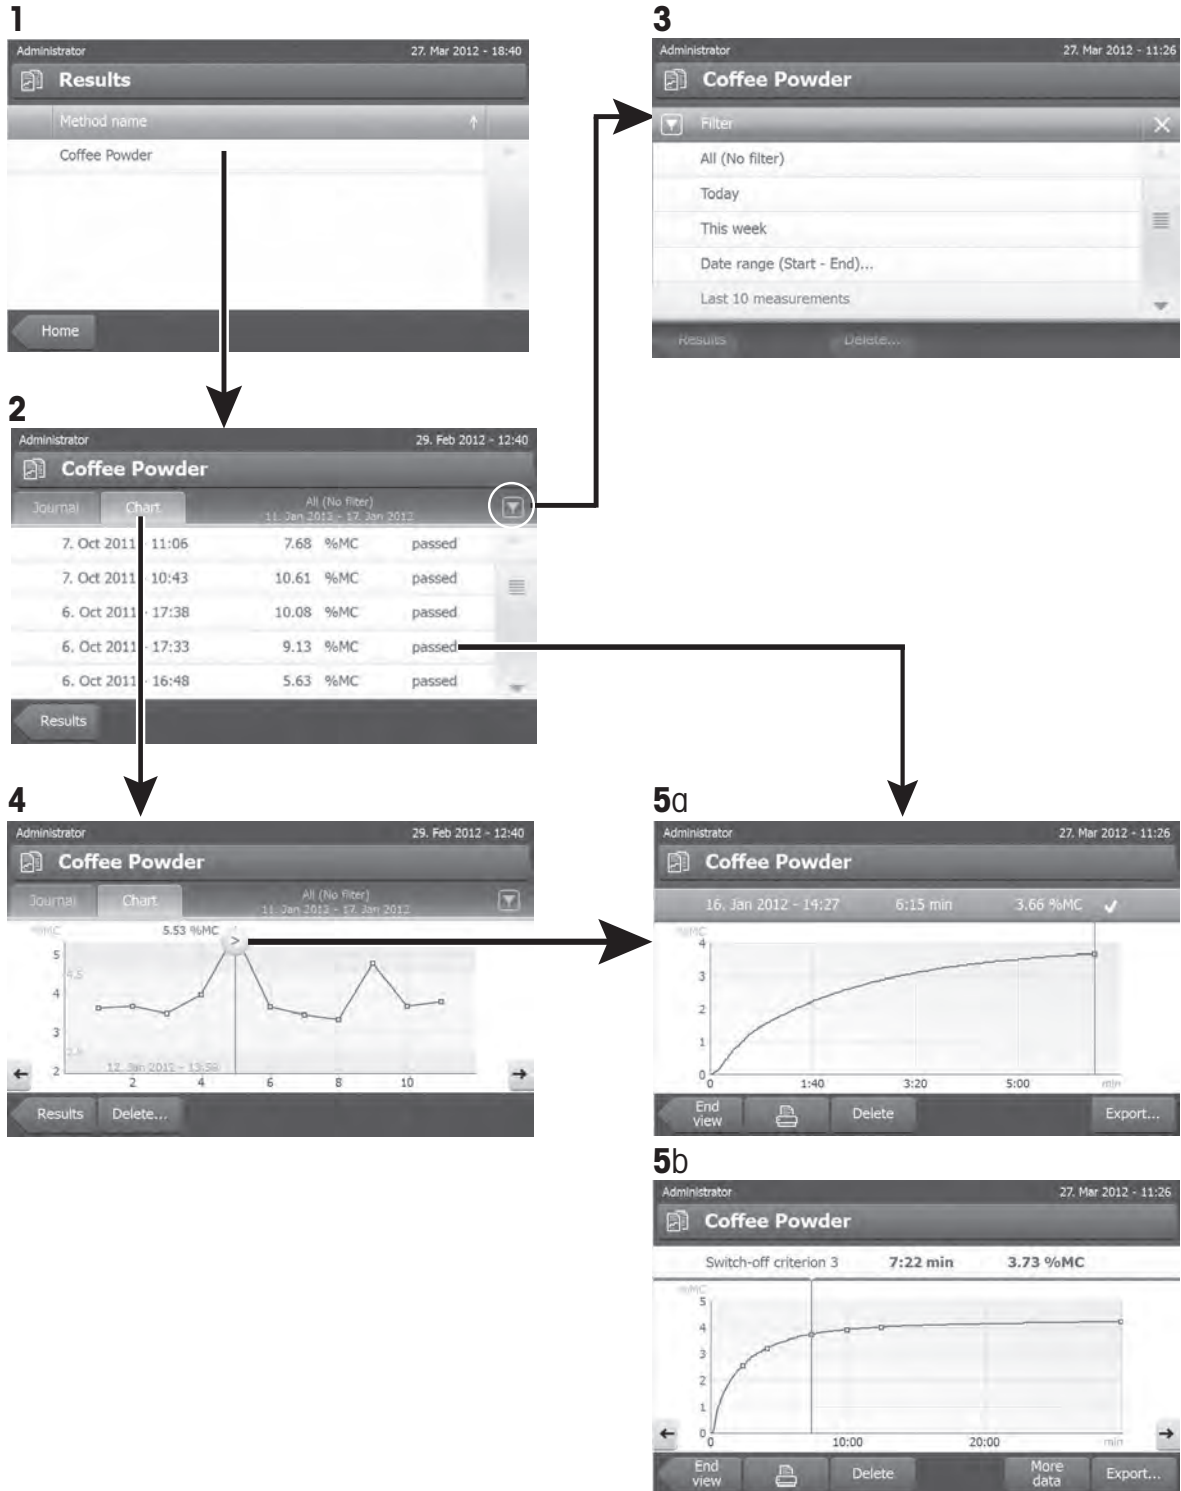 1
Administrator 27. Mar 2012 - 18:40
Results
Method name
Coffee Powder
Home
3
Administrator 27. Mar 2012 - 11:26
Coffee Powder
Filter
All (No filter)
Today
This week
Date range (Start - End)...
Last 10 measurements
Results Delete...
2
Administrator 29. Feb 2012 - 12:40
Coffee Powder
Journal Chart
All (No filter)
11. Jan 2012 - 17. Jan 2012
7. Oct 2011 - 11:06 7.68 %MC passed
7. Oct 2011 - 10:43 10.61 %MC passed
6. Oct 2011 - 17:38 10.08 %MC passed
6. Oct 2011 - 17:33 9.13 %MC passed
6. Oct 2011 - 16:48 5.63 %MC passed
Results
4
Administrator 29. Feb 2012 - 12:40
Coffee Powder
Journal Chart
All (No filter)
11. Jan 2012 - 17. Jan 2012
%MC 5.53 %MC >
5
4.5
4
3
2.5
2
12. Jan 2012 - 13:58
2 4 6 8 10
Results Delete...
5a
Administrator 27. Mar 2012 - 11:26
Coffee Powder
16. Jan 2012 - 14:27 6:15 min 3.66 %MC
%MC
4
3
2
1
0
0 1:40 3:20 5:00 min
End view Delete Export...
5b
Administrator 27. Mar 2012 - 11:26
Coffee Powder
Switch-off criterion 3 7:22 min 3.73 %MC
%MC
5
4
3
2
1
0
0 10:00 20:00 min
End view Delete More data Export...